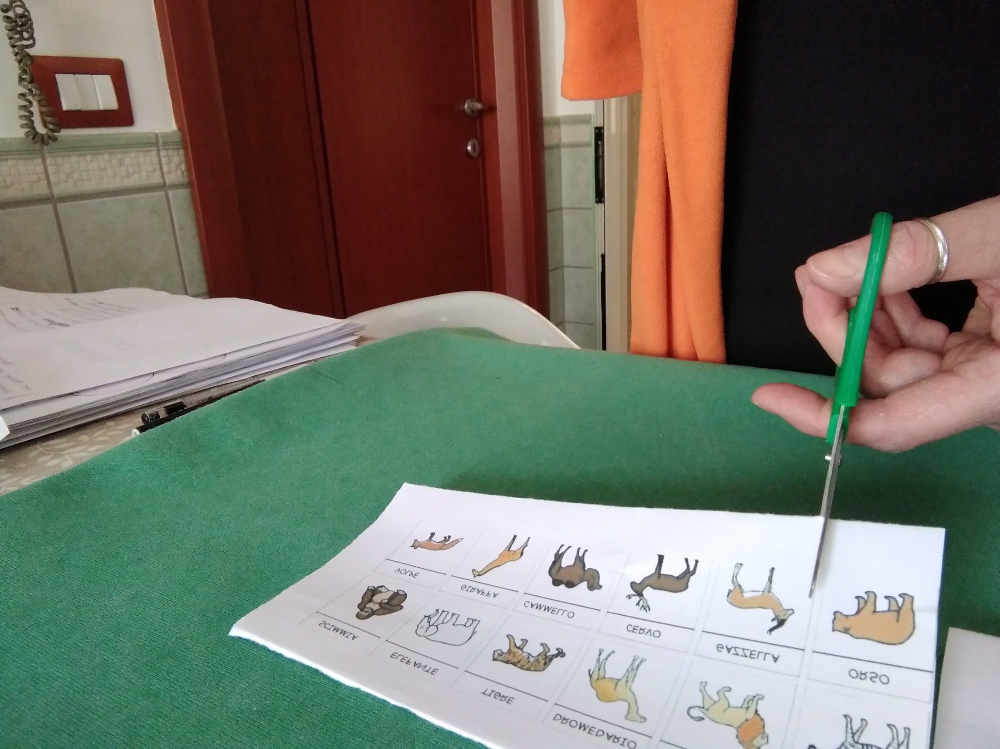 VOLPE
GIRAFFA
CAMMELLO
CERVO
GAZZELLA
ORSO
SCIMMIA
ELEFANTE
TIGRE
DROMEDARIO